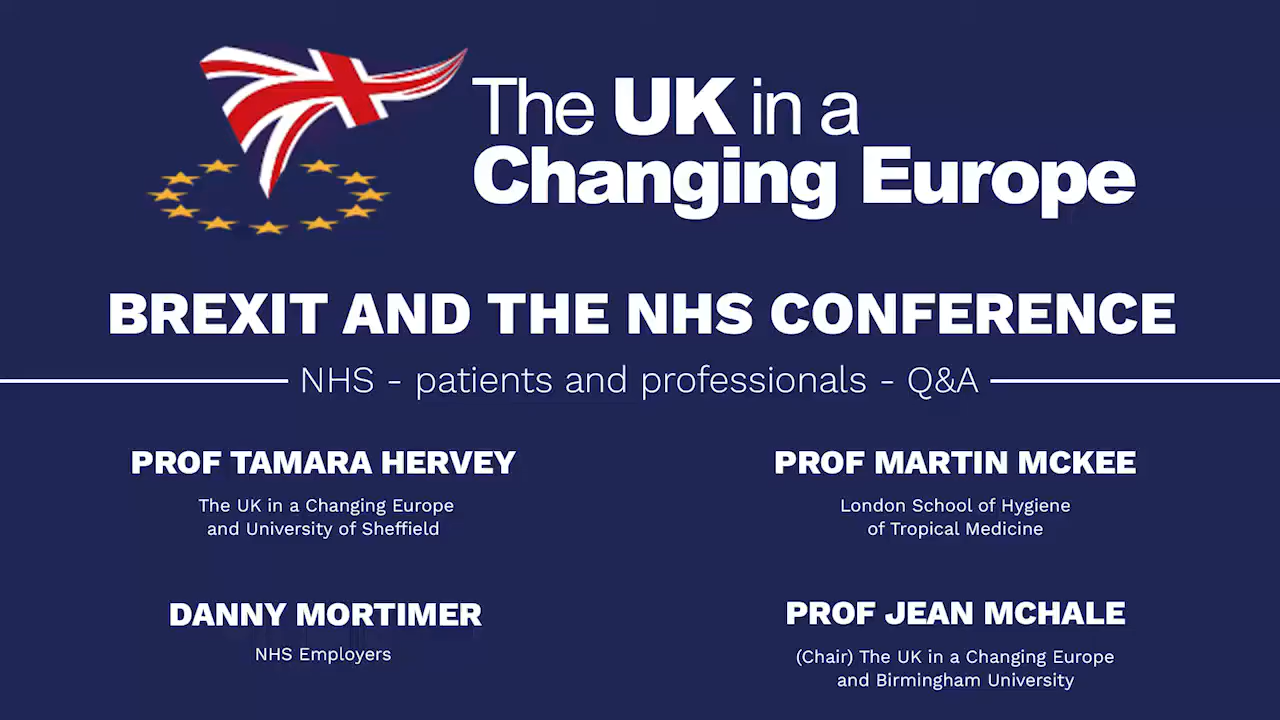 The UK in a
Changing Europe
BREXIT AND THE NHS CONFERENCE
NHS - patients and professionals - Q&A
PROF TAMARA HERVEY
The UK in a Changing Europe
and University of Sheffield
PROF MARTIN MCKEE
London School of Hygiene
of Tropical Medicine
DANNY MORTIMER
NHS Employers
PROF JEAN MCHALE
(Chair) The UK in a Changing Europe
and Birmingham University